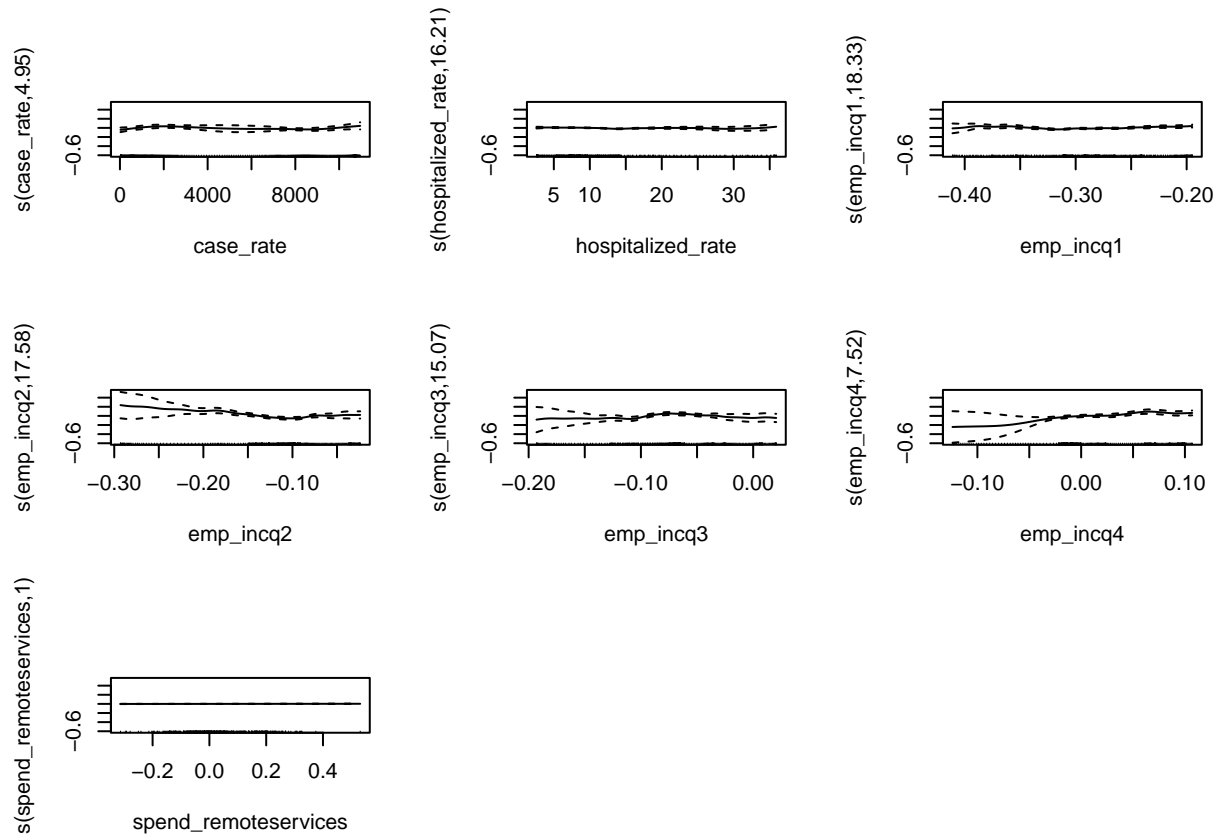 s(case_rate,4.95)
−0.6
0 4000 8000
case_rate
s(hospitalized_rate,16.21)
−0.6
5 10 20 30
hospitalized_rate
s(emp_incq1,18.33)
−0.6
−0.40 −0.30 −0.20
emp_incq1
s(emp_incq2,17.58)
−0.6
−0.30 −0.20 −0.10
emp_incq2
s(emp_incq3,15.07)
−0.6
−0.20 −0.10 0.00
emp_incq3
s(emp_incq4,7.52)
−0.6
−0.10 0.00 0.10
emp_incq4
s(spend_remoteservices,1)
−0.6
−0.2 0.0 0.2 0.4
spend_remoteservices